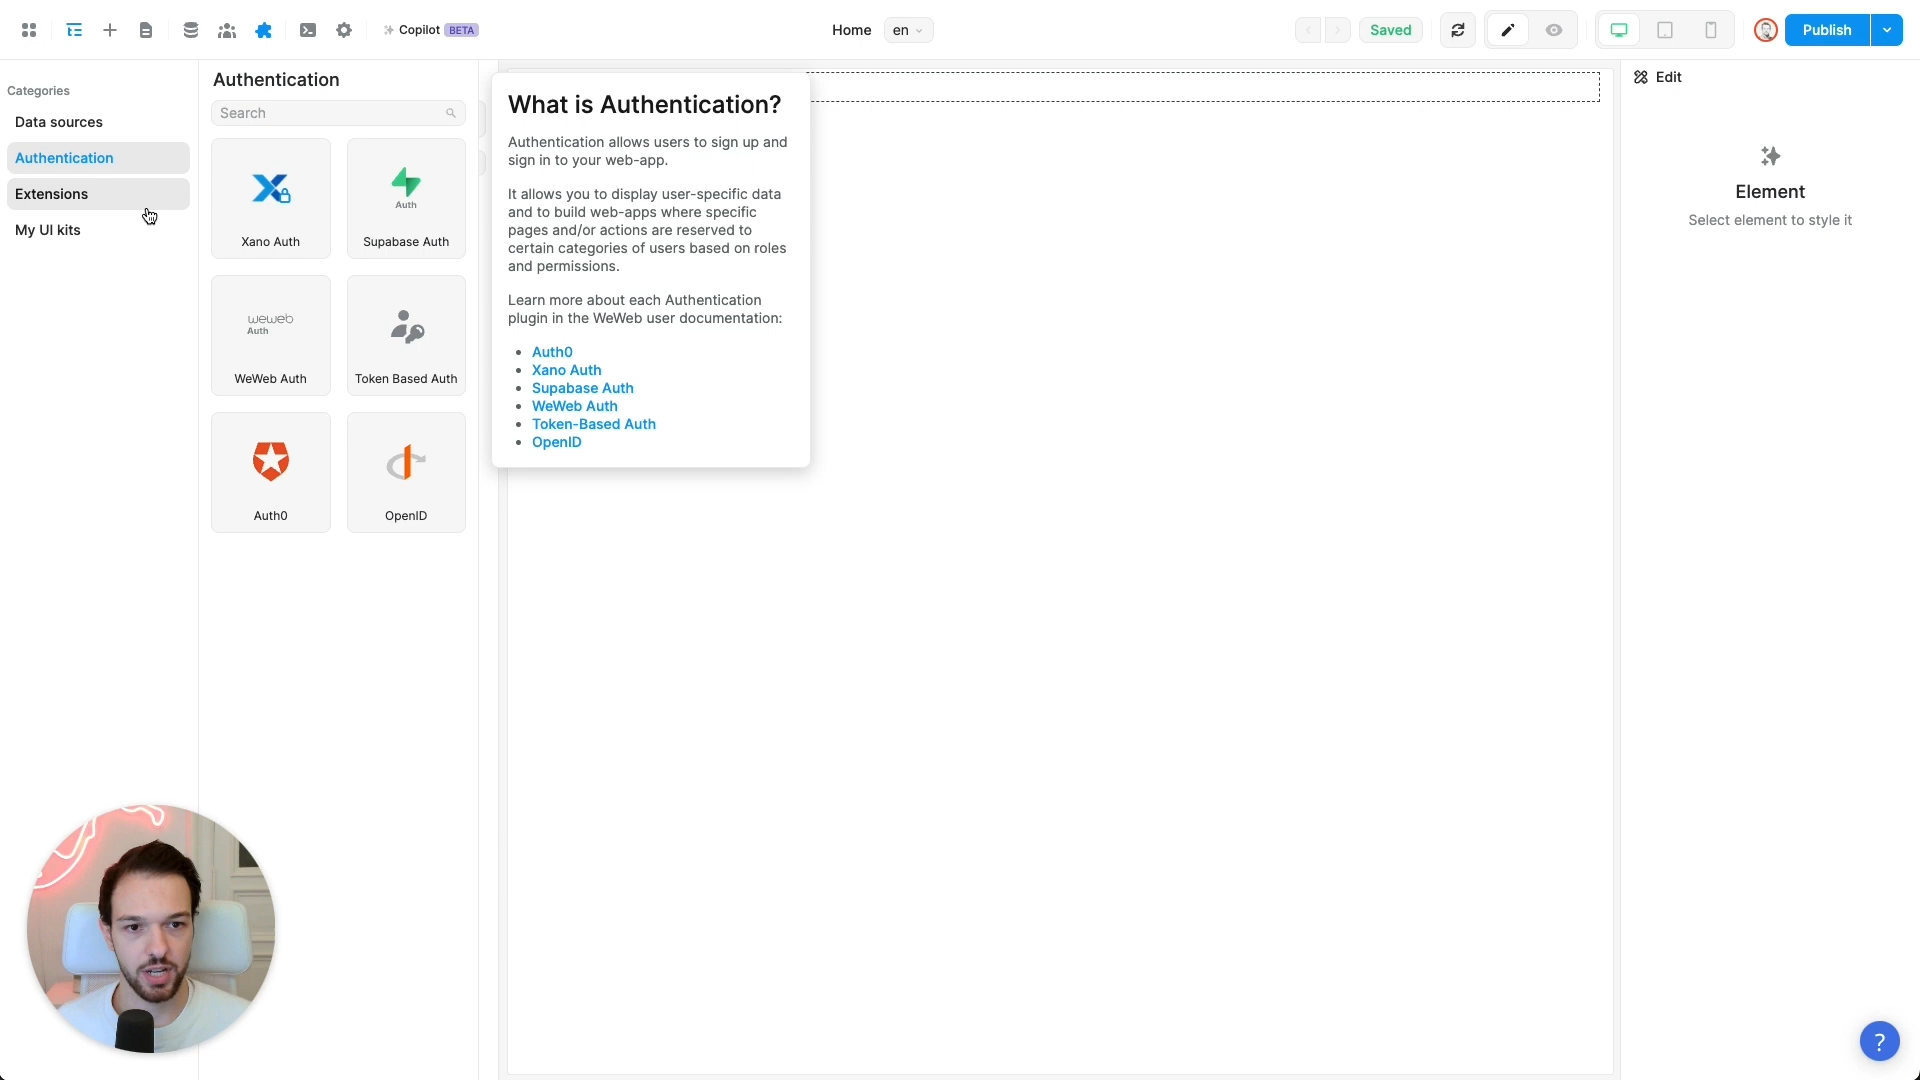 Copilot BETA
Home
en
Saved
Publish
Categories
Data sources
Authentication
Extensions
My UI kits
Authentication
Search
Xano Auth
Auth
Supabase Auth
weweb
Auth
WeWeb Auth
Token Based Auth
Auth0
OpenID
What is Authentication?
Authentication allows users to sign up and
sign in to your web-app.
It allows you to display user-specific data
and to build web-apps where specific
pages and/or actions are reserved to
certain categories of users based on roles
and permissions.
Learn more about each Authentication
plugin in the WeWeb user documentation:
Auth0
Xano Auth
Supabase Auth
WeWeb Auth
Token-Based Auth
OpenID
Edit
Element
Select element to style it
?